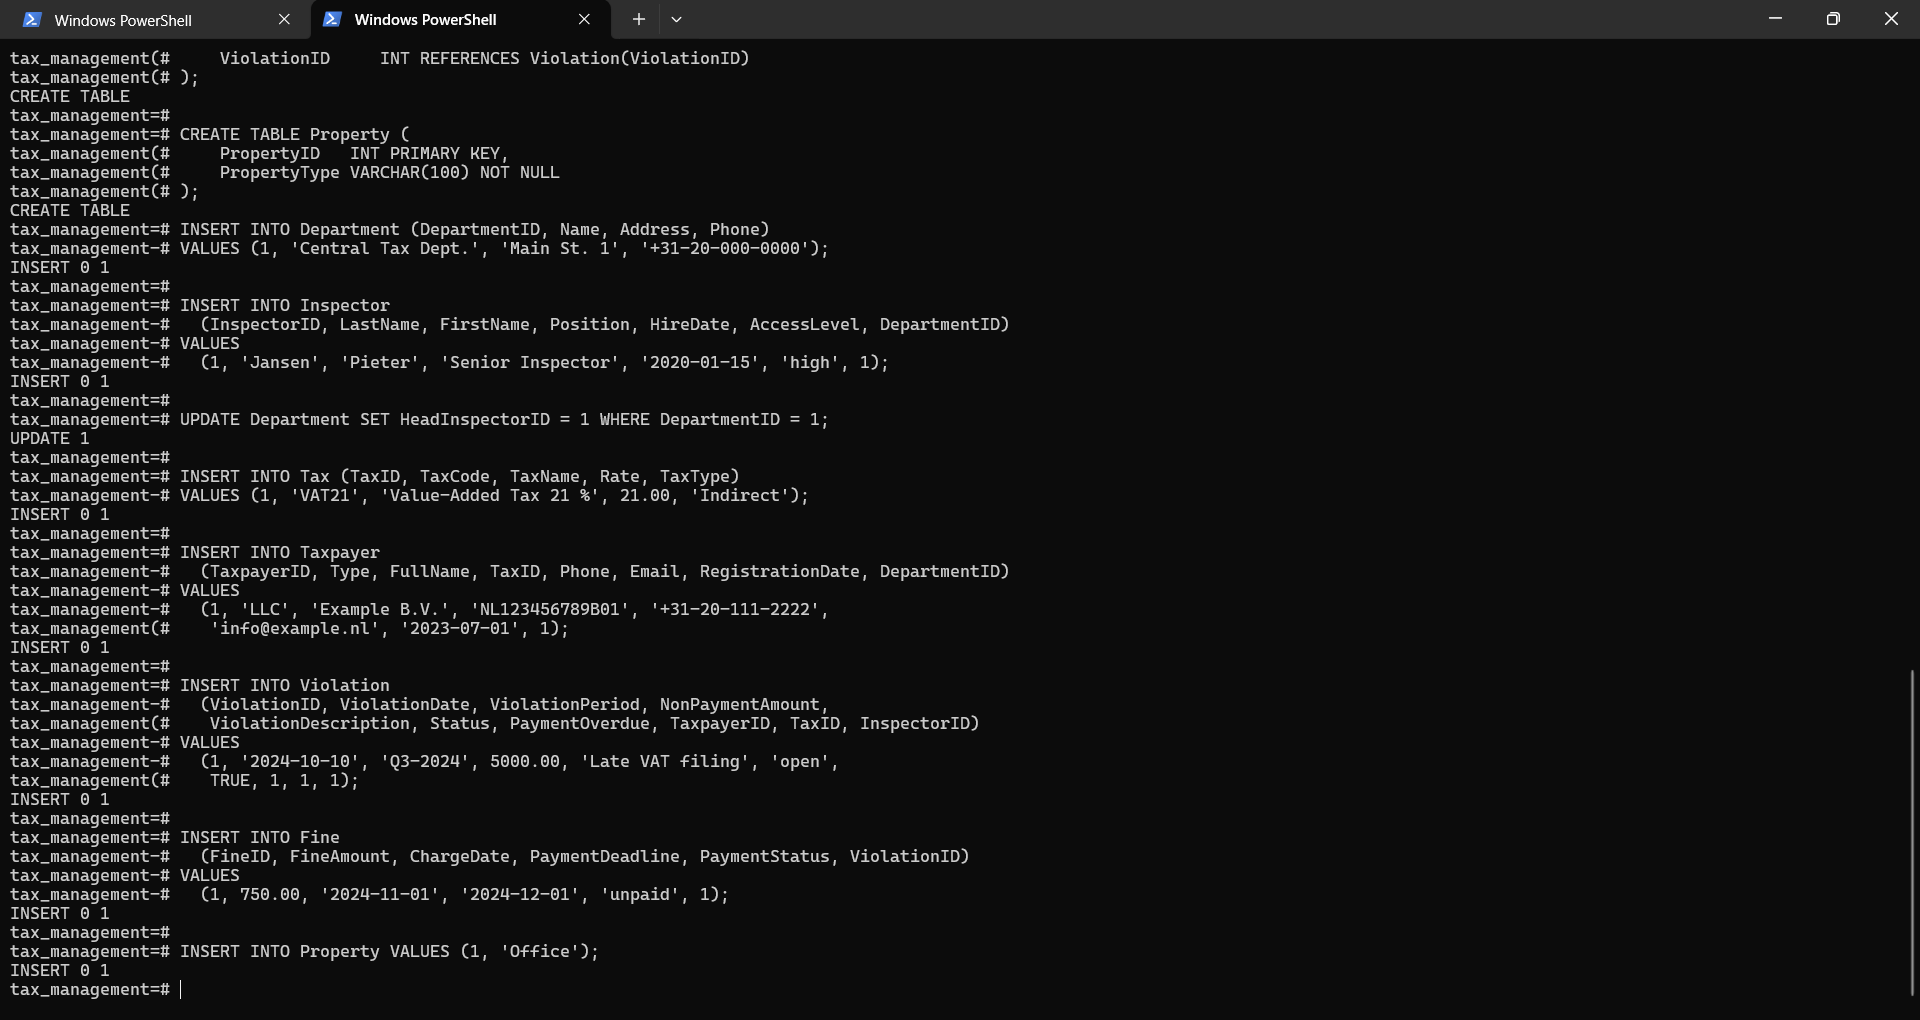 Windows PowerShell
Windows PowerShell
tax_management(#     ViolationID     INT REFERENCES Violation(ViolationID)
tax_management(# );
CREATE TABLE
tax_management=#
tax_management=# CREATE TABLE Property (
tax_management(#     PropertyID   INT PRIMARY KEY,
tax_management(#     PropertyType VARCHAR(100) NOT NULL
tax_management(# );
CREATE TABLE
tax_management=# INSERT INTO Department (DepartmentID, Name, Address, Phone)
tax_management-# VALUES (1, 'Central Tax Dept.', 'Main St. 1', '+31-20-000-0000');
INSERT 0 1
tax_management=#
tax_management=# INSERT INTO Inspector
tax_management-#   (InspectorID, LastName, FirstName, Position, HireDate, AccessLevel, DepartmentID)
tax_management-# VALUES
tax_management-#   (1, 'Jansen', 'Pieter', 'Senior Inspector', '2020-01-15', 'high', 1);
INSERT 0 1
tax_management=#
tax_management=# UPDATE Department SET HeadInspectorID = 1 WHERE DepartmentID = 1;
UPDATE 1
tax_management=#
tax_management=# INSERT INTO Tax (TaxID, TaxCode, TaxName, Rate, TaxType)
tax_management-# VALUES (1, 'VAT21', 'Value-Added Tax 21 %', 21.00, 'Indirect');
INSERT 0 1
tax_management=#
tax_management=# INSERT INTO Taxpayer
tax_management-#   (TaxpayerID, Type, FullName, TaxID, Phone, Email, RegistrationDate, DepartmentID)
tax_management-# VALUES
tax_management-#   (1, 'LLC', 'Example B.V.', 'NL123456789B01', '+31-20-111-2222',
tax_management(#    'info@example.nl', '2023-07-01', 1);
INSERT 0 1
tax_management=#
tax_management=# INSERT INTO Violation
tax_management-#   (ViolationID, ViolationDate, ViolationPeriod, NonPaymentAmount,
tax_management(#    ViolationDescription, Status, PaymentOverdue, TaxpayerID, TaxID, InspectorID)
tax_management-# VALUES
tax_management-#   (1, '2024-10-10', 'Q3-2024', 5000.00, 'Late VAT filing', 'open',
tax_management(#    TRUE, 1, 1, 1);
INSERT 0 1
tax_management=#
tax_management=# INSERT INTO Fine
tax_management-#   (FineID, FineAmount, ChargeDate, PaymentDeadline, PaymentStatus, ViolationID)
tax_management-# VALUES
tax_management-#   (1, 750.00, '2024-11-01', '2024-12-01', 'unpaid', 1);
INSERT 0 1
tax_management=#
tax_management=# INSERT INTO Property VALUES (1, 'Office');
INSERT 0 1
tax_management=#